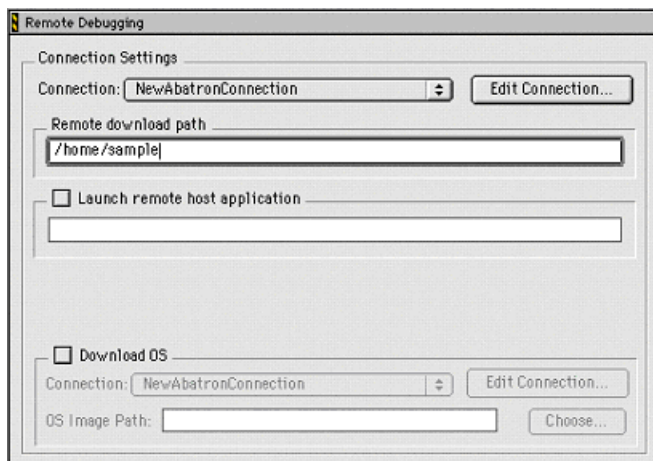 Remote Debugging
Connection Settings
Connection: NewAbatronConnection Edit Connection...
Remote download path
/home/sample
Launch remote host application
Download OS
Connection: NewAbatronConnection Edit Connection...
OS Image Path: Choose...